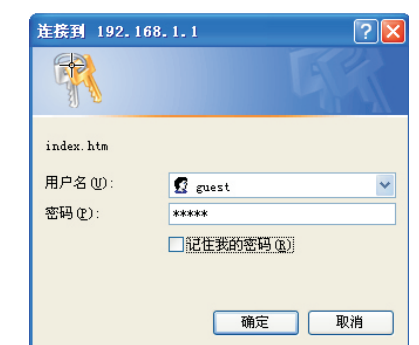 连接到 192.168.1.1
index.htm
用户名(U):
guest
密码(P):
*****
记住我的密码(R)
确定
取消